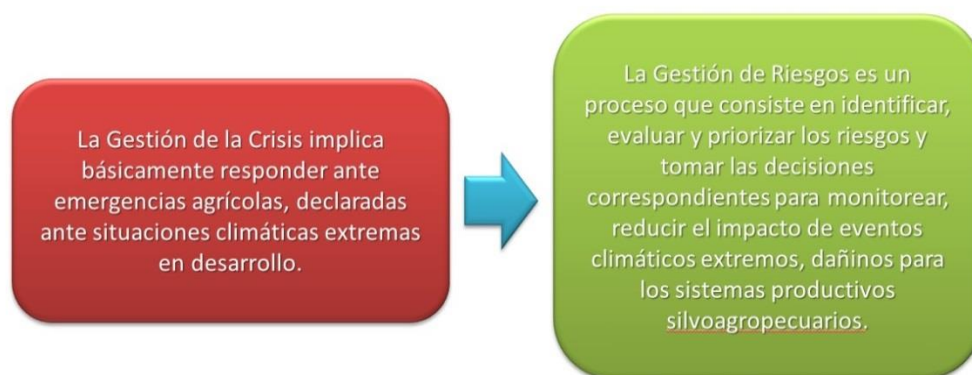 La Gestión de la Crisis implica
básicamente responder ante
emergencias agrícolas, declaradas
ante situaciones climáticas extremas
en desarrollo.
La Gestión de Riesgos es un
proceso que consiste en identificar,
evaluar y priorizar los riesgos y
tomar las decisiones
correspondientes para monitorear,
reducir el impacto de eventos
climáticos extremos, dañinos para
los sistemas productivos
silvoagropecuarios.